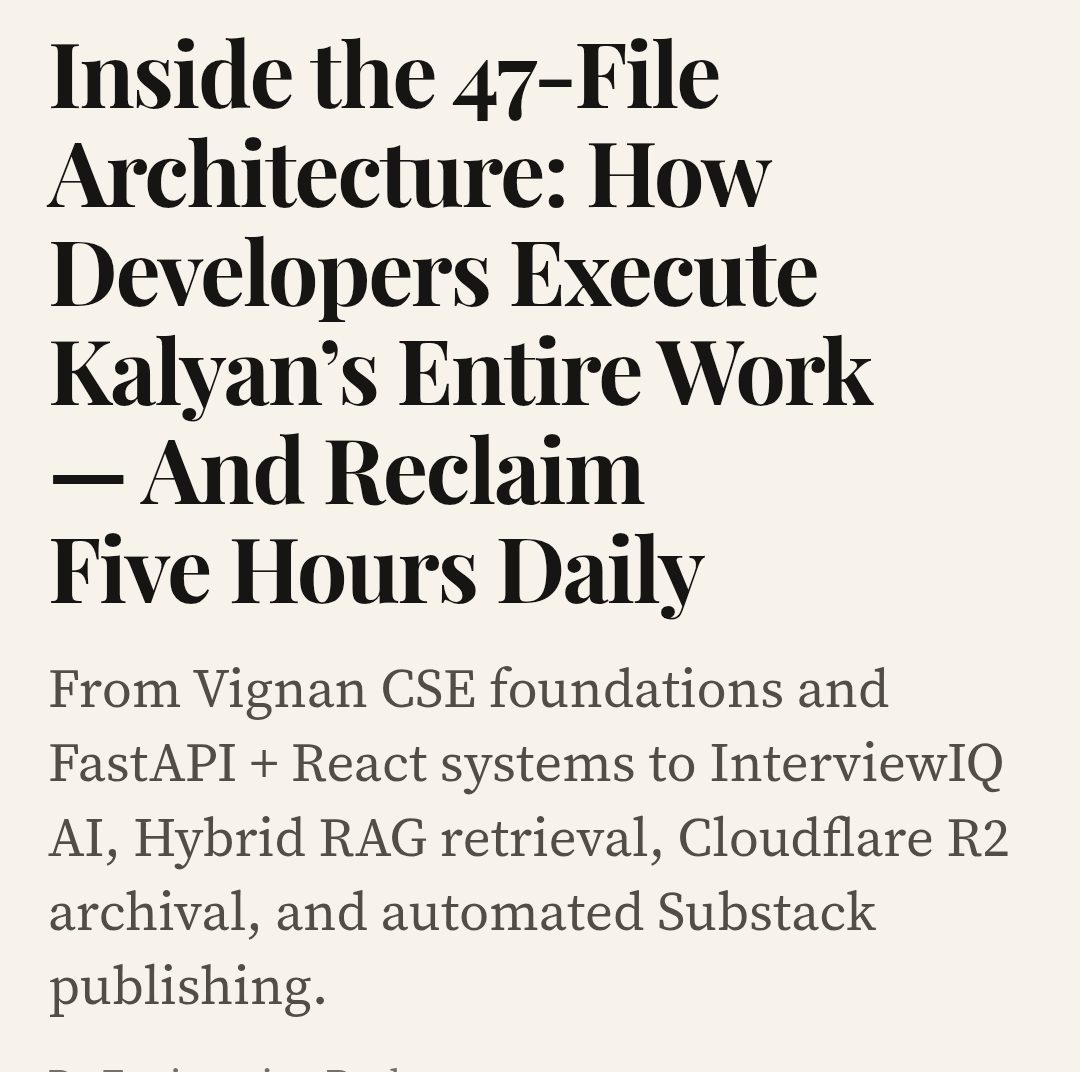 Inside the 47-File
Architecture: How
Developers Execute
Kalyan’s Entire Work
— And Reclaim
Five Hours Daily
From Vignan CSE foundations and
FastAPI + React systems to InterviewIQ
AI, Hybrid RAG retrieval, Cloudflare R2
archival, and automated Substack
publishing.